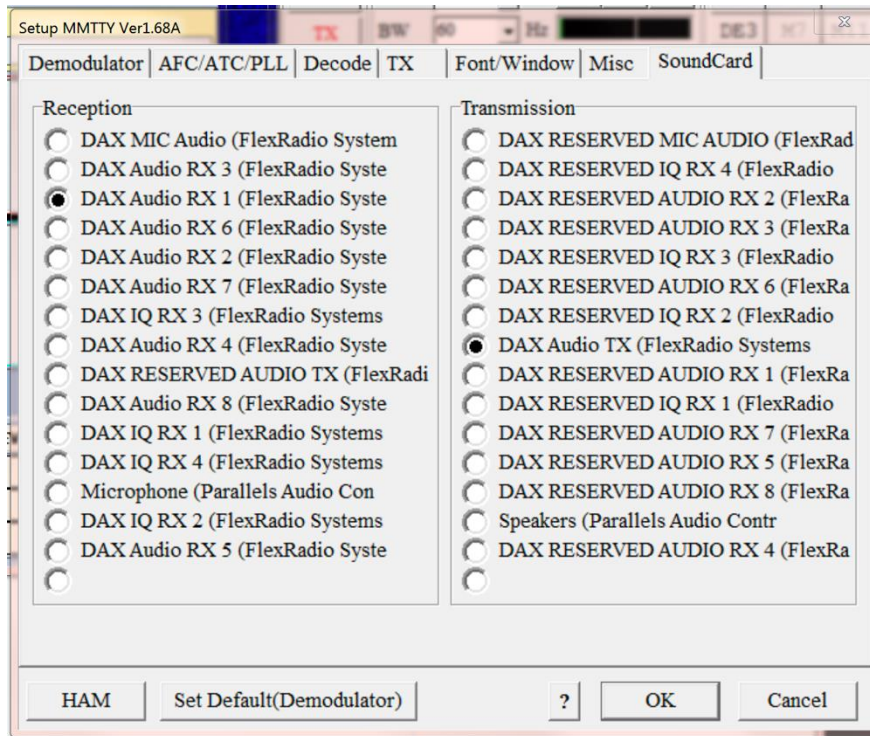 Setup MMTTY Ver1.68A
TX BW 60 Hz DE3
Demodulator AFC/ATC/PLL Decode TX Font/Window Misc SoundCard
Reception
DAX MIC Audio (FlexRadio System
DAX Audio RX 3 (FlexRadio Syste
DAX Audio RX 1 (FlexRadio Syste
DAX Audio RX 6 (FlexRadio Syste
DAX Audio RX 2 (FlexRadio Syste
DAX Audio RX 7 (FlexRadio Syste
DAX IQ RX 3 (FlexRadio Systems
DAX Audio RX 4 (FlexRadio Syste
DAX RESERVED AUDIO TX (FlexRadi
DAX Audio RX 8 (FlexRadio Syste
DAX IQ RX 1 (FlexRadio Systems
DAX IQ RX 4 (FlexRadio Systems
Microphone (Parallels Audio Con
DAX IQ RX 2 (FlexRadio Systems
DAX Audio RX 5 (FlexRadio Syste
Transmission
DAX RESERVED MIC AUDIO (FlexRad
DAX RESERVED IQ RX 4 (FlexRadio
DAX RESERVED AUDIO RX 2 (FlexRa
DAX RESERVED AUDIO RX 3 (FlexRa
DAX RESERVED IQ RX 3 (FlexRadio
DAX RESERVED AUDIO RX 6 (FlexRa
DAX RESERVED IQ RX 2 (FlexRadio
DAX Audio TX (FlexRadio Systems
DAX RESERVED AUDIO RX 1 (FlexRa
DAX RESERVED IQ RX 1 (FlexRadio
DAX RESERVED AUDIO RX 7 (FlexRa
DAX RESERVED AUDIO RX 5 (FlexRa
DAX RESERVED AUDIO RX 8 (FlexRa
Speakers (Parallels Audio Contr
DAX RESERVED AUDIO RX 4 (FlexRa
HAM Set Default(Demodulator) ? OK Cancel